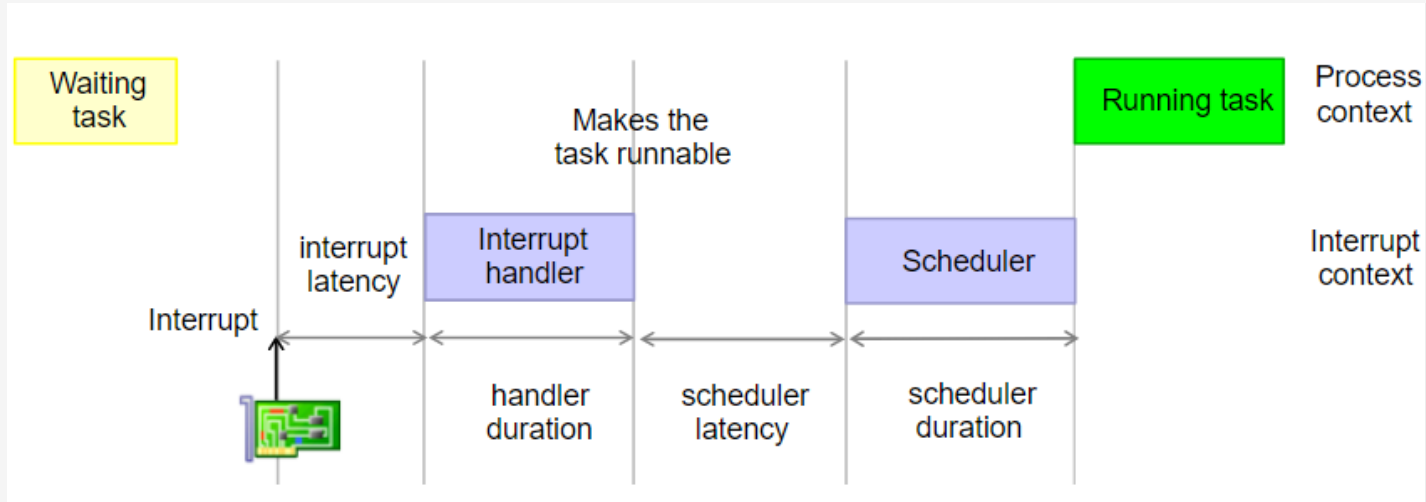 Waiting
task
Makes the
task runnable
Running task
Process
context
interrupt
latency
Interrupt
handler
Scheduler
Interrupt
context
Interrupt
handler
duration
scheduler
latency
scheduler
duration